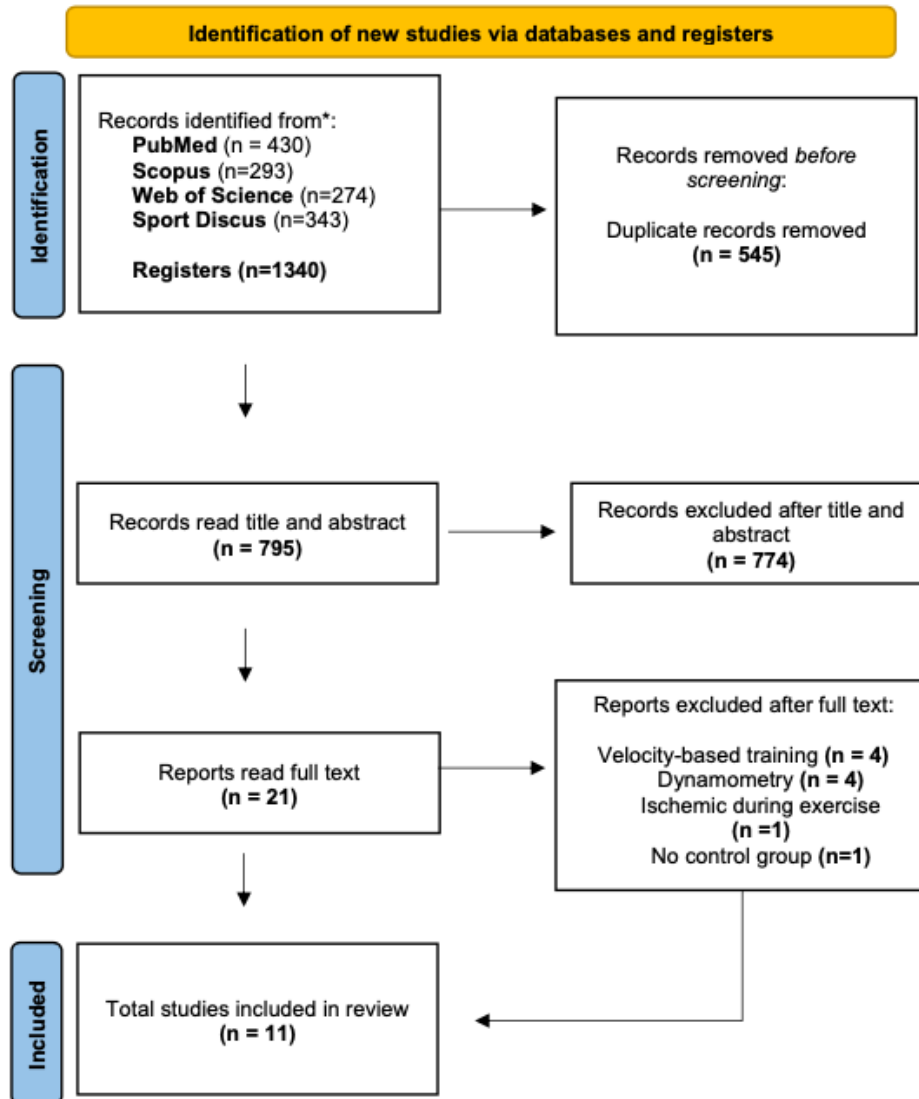 Identification of new studies via databases and registers
Identification
Records identified from*:
PubMed (n = 430)
Scopus (n=293)
Web of Science (n=274)
Sport Discus (n=343)
Registers (n=1340)
Records removed before
screening:
Duplicate records removed
(n = 545)
Screening
Records read title and abstract
(n = 795)
Records excluded after title and
abstract
(n = 774)
Reports read full text
(n = 21)
Reports excluded after full text:
Velocity-based training (n = 4)
Dynamometry (n = 4)
Ischemic during exercise
(n =1)
No control group (n=1)
Included
Total studies included in review
(n = 11)